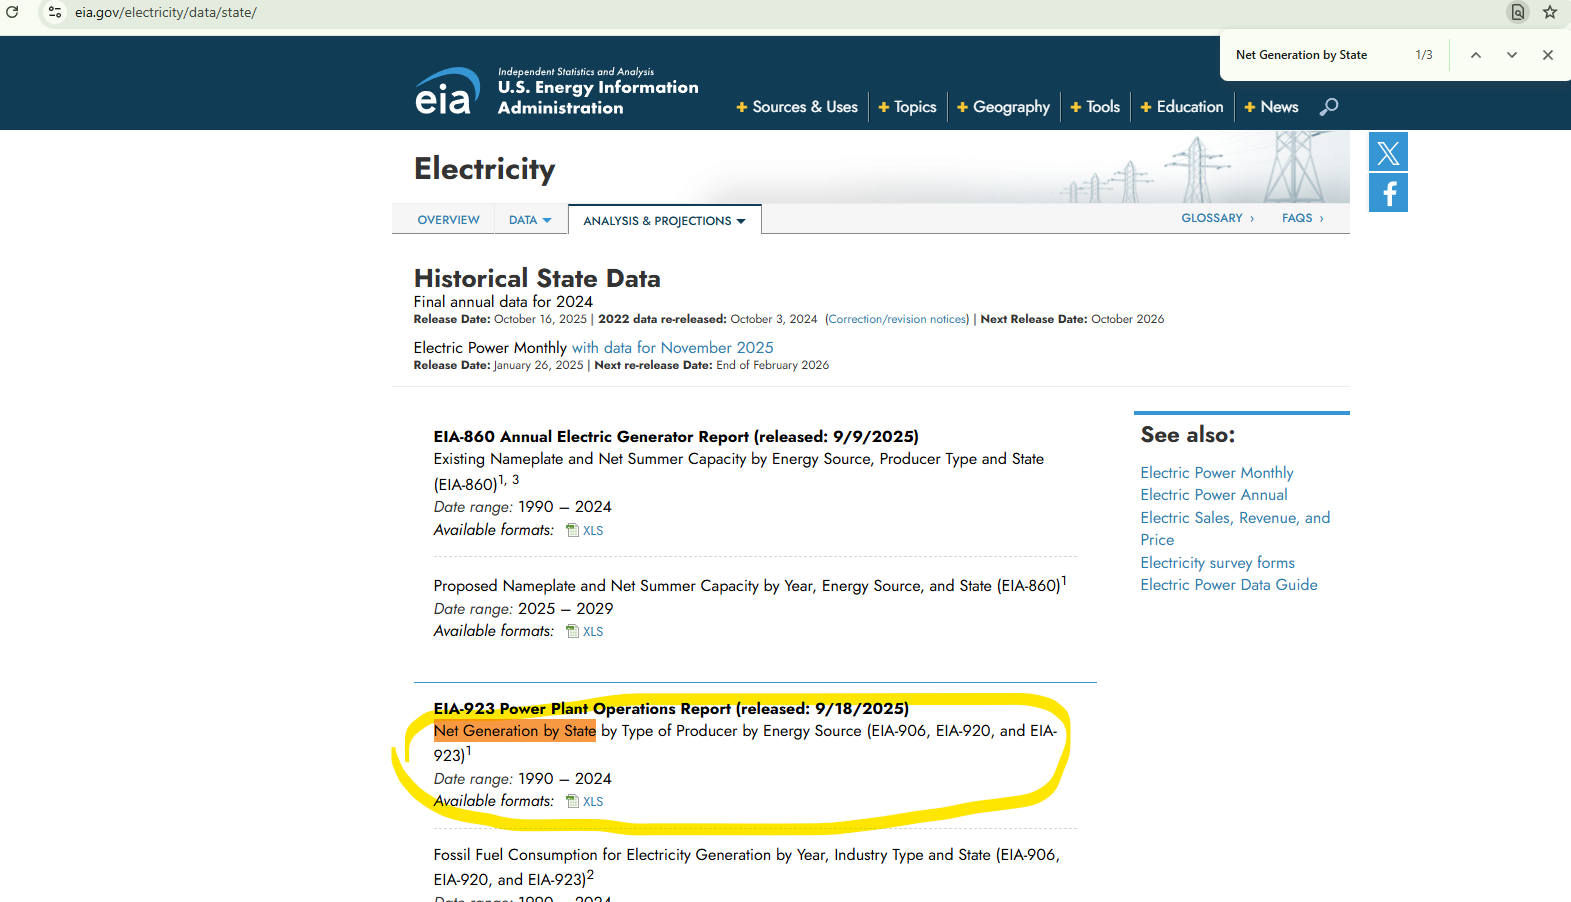 eia.gov/electricity/data/state/
Net Generation by State 1/3
eia
Independent Statistics and Analysis
U.S. Energy Information
Administration
+ Sources & Uses + Topics + Geography + Tools + Education + News
Electricity
OVERVIEW DATA ANALYSIS & PROJECTIONS GLOSSARY › FAQS ›
Historical State Data
Final annual data for 2024
Release Date: October 16, 2025 | 2022 data re-released: October 3, 2024 (Correction/revision notices) | Next Release Date: October 2026
Electric Power Monthly with data for November 2025
Release Date: January 26, 2025 | Next re-release Date: End of February 2026
EIA-860 Annual Electric Generator Report (released: 9/9/2025)
Existing Nameplate and Net Summer Capacity by Energy Source, Producer Type and State
(EIA-860)1, 3
Date range: 1990 – 2024
Available formats: XLS
Proposed Nameplate and Net Summer Capacity by Year, Energy Source, and State (EIA-860)1
Date range: 2025 – 2029
Available formats: XLS
EIA-923 Power Plant Operations Report (released: 9/18/2025)
Net Generation by State by Type of Producer by Energy Source (EIA-906, EIA-920, and EIA-
923)1
Date range: 1990 – 2024
Available formats: XLS
Fossil Fuel Consumption for Electricity Generation by Year, Industry Type and State (EIA-906,
EIA-920, and EIA-923)2
Date range: 1990 – 2024
See also:
Electric Power Monthly
Electric Power Annual
Electric Sales, Revenue, and
Price
Electricity survey forms
Electric Power Data Guide